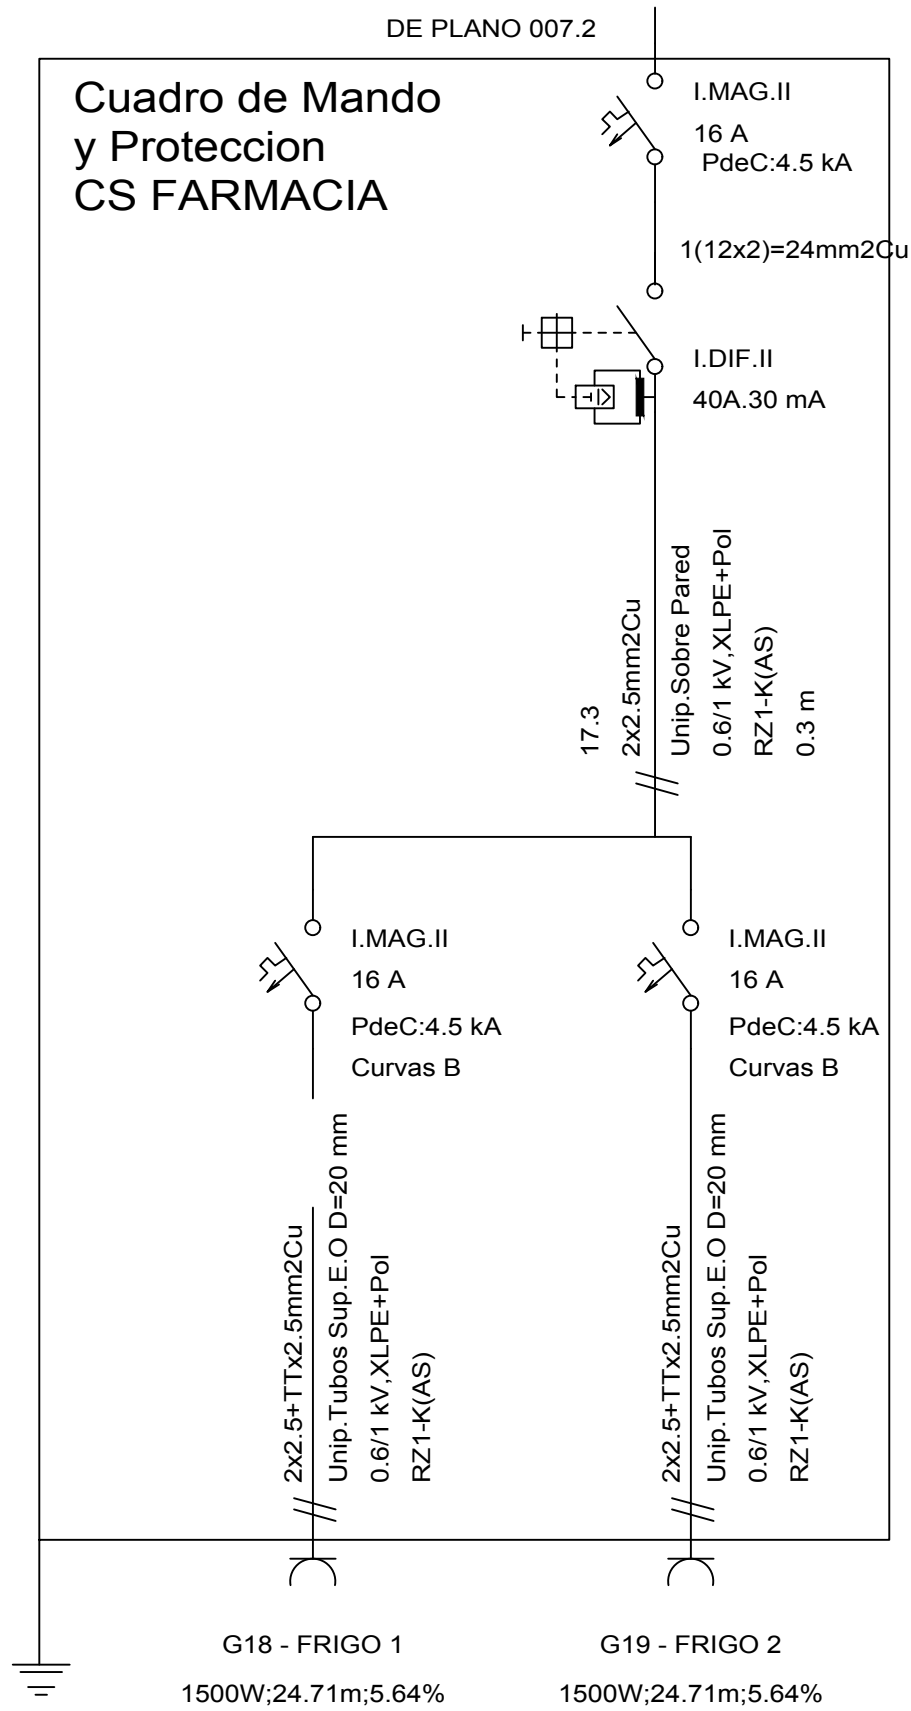 DE PLANO 007.2
Cuadro de Mando
y Proteccion
CS FARMACIA
I.MAG.II
16 A
PdeC:4.5 kA
1(12x2)=24mm2Cu
I.DIF.II
40A.30 mA
17.3
2x2.5mm2Cu
Unip.Sobre Pared
0.6/1 kV,XLPE+Pol
RZ1-K(AS)
0.3 m
I.MAG.II
16 A
PdeC:4.5 kA
Curvas B
I.MAG.II
16 A
PdeC:4.5 kA
Curvas B
2x2.5+TTx2.5mm2Cu
Unip.Tubos Sup.E.O D=20 mm
0.6/1 kV,XLPE+Pol
RZ1-K(AS)
2x2.5+TTx2.5mm2Cu
Unip.Tubos Sup.E.O D=20 mm
0.6/1 kV,XLPE+Pol
RZ1-K(AS)
G18 - FRIGO 1
1500W;24.71m;5.64%
G19 - FRIGO 2
1500W;24.71m;5.64%